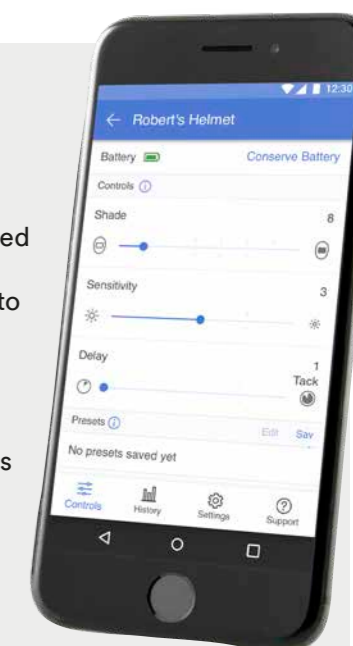 12:30
Robert's Helmet
Battery
Conserve Battery
Controls
Shade
8
Sensitivity
3
Delay
1
Tack
Presets
Edit
Sav
No presets saved yet
Controls
History
Settings
Support
ed
to
s